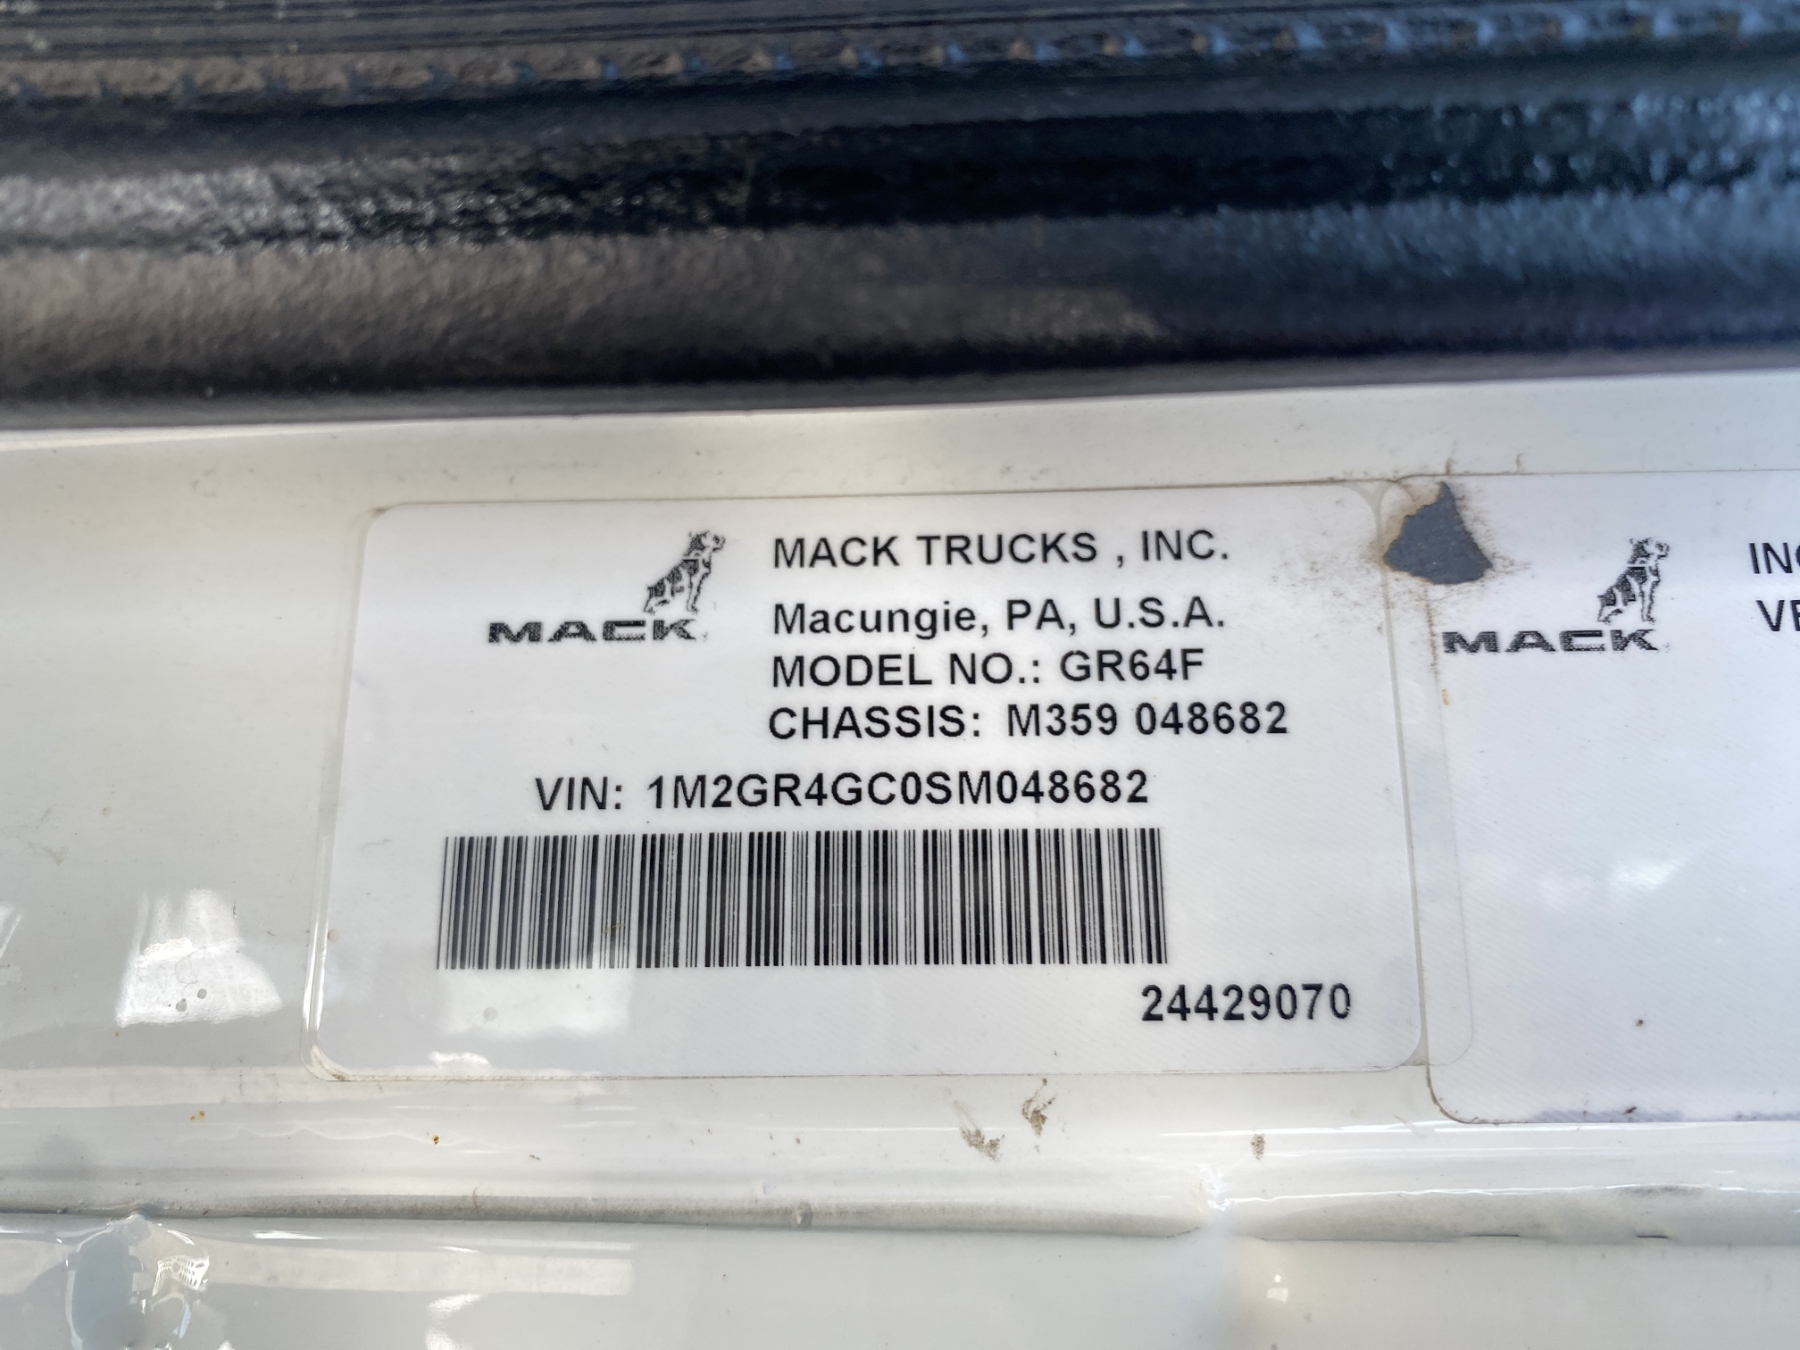 MACK
MACK TRUCKS , INC.
Macungie, PA, U.S.A.
MODEL NO.: GR64F
CHASSIS: M359 048682
VIN: 1M2GR4GC0SM048682
24429070
MACK